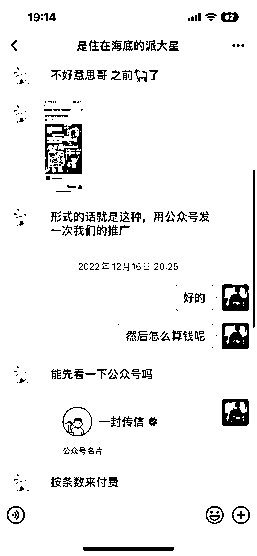 19:14
是住在海底的派大星
不好意思哥 之前忙了
形式的话就是这种，用公众号发
一次我们的推广
2022年12月16日 20:25
好的
然后怎么算钱呢
能先看一下公众号吗
一封传信
公众号名片
按条数来付费